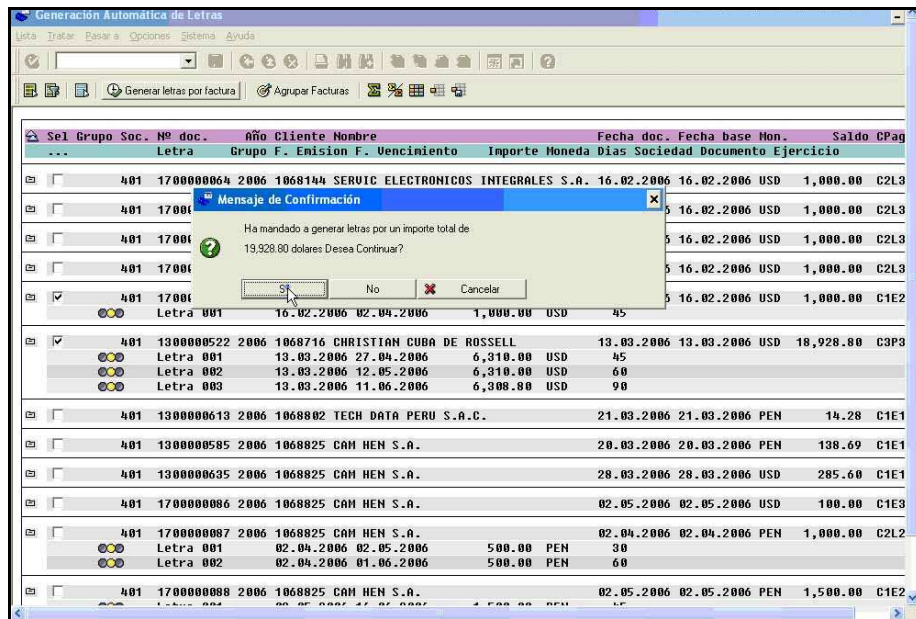 Generación Automática de Letras
Lista Tratar Pasar a Opciones Sistema Ayuda
Generar letras por factura Agrupar Facturas
Sel Grupo Soc. Nº doc. Año Cliente Nombre Fecha doc. Fecha base Mon. Saldo CPag
... Letra Grupo F. Emision F. Vencimiento Importe Moneda Dias Sociedad Documento Ejercicio
401 1700000064 2006 1068144 SERVIC ELECTRONICOS INTEGRALES S.A. 16.02.2006 16.02.2006 USD 1,000.00 C2L3
Mensaje de Confirmación
Ha mandado a generar letras por un importe total de
19,928.80 dolares Desea Continuar?
No Cancelar
401 16.02.2006 USD 1,000.00 C2L3
401 16.02.2006 USD 1,000.00 C2L3
401 16.02.2006 USD 1,000.00 C2L3
401 16.02.2006 USD 1,000.00 C1E2
Letra 001 16.02.2006 02.04.2006 1,000.00 USD 45
401 1300000522 2006 1068716 CHRISTIAN CUBA DE ROSSELL 13.03.2006 13.03.2006 USD 18,928.80 C3P3
Letra 001 13.03.2006 27.04.2006 6,310.00 USD 45
Letra 002 13.03.2006 12.05.2006 6,310.00 USD 60
Letra 003 13.03.2006 11.06.2006 6,308.80 USD 90
401 1300000613 2006 1068802 TECH DATA PERU S.A.C. 21.03.2006 21.03.2006 PEN 14.28 C1E1
401 1300000585 2006 1068825 CAM HEN S.A. 20.03.2006 20.03.2006 PEN 138.69 C1E1
401 1300000635 2006 1068825 CAM HEN S.A. 28.03.2006 28.03.2006 USD 285.60 C1E1
401 1700000086 2006 1068825 CAM HEN S.A. 02.05.2006 02.05.2006 USD 100.00 C1E3
401 1700000087 2006 1068825 CAM HEN S.A. 02.04.2006 02.04.2006 PEN 1,000.00 C2L2
Letra 001 02.04.2006 02.05.2006 500.00 PEN 30
Letra 002 02.04.2006 01.06.2006 500.00 PEN 60
401 1700000088 2006 1068825 CAM HEN S.A. 02.05.2006 02.05.2006 PEN 1,500.00 C1E2